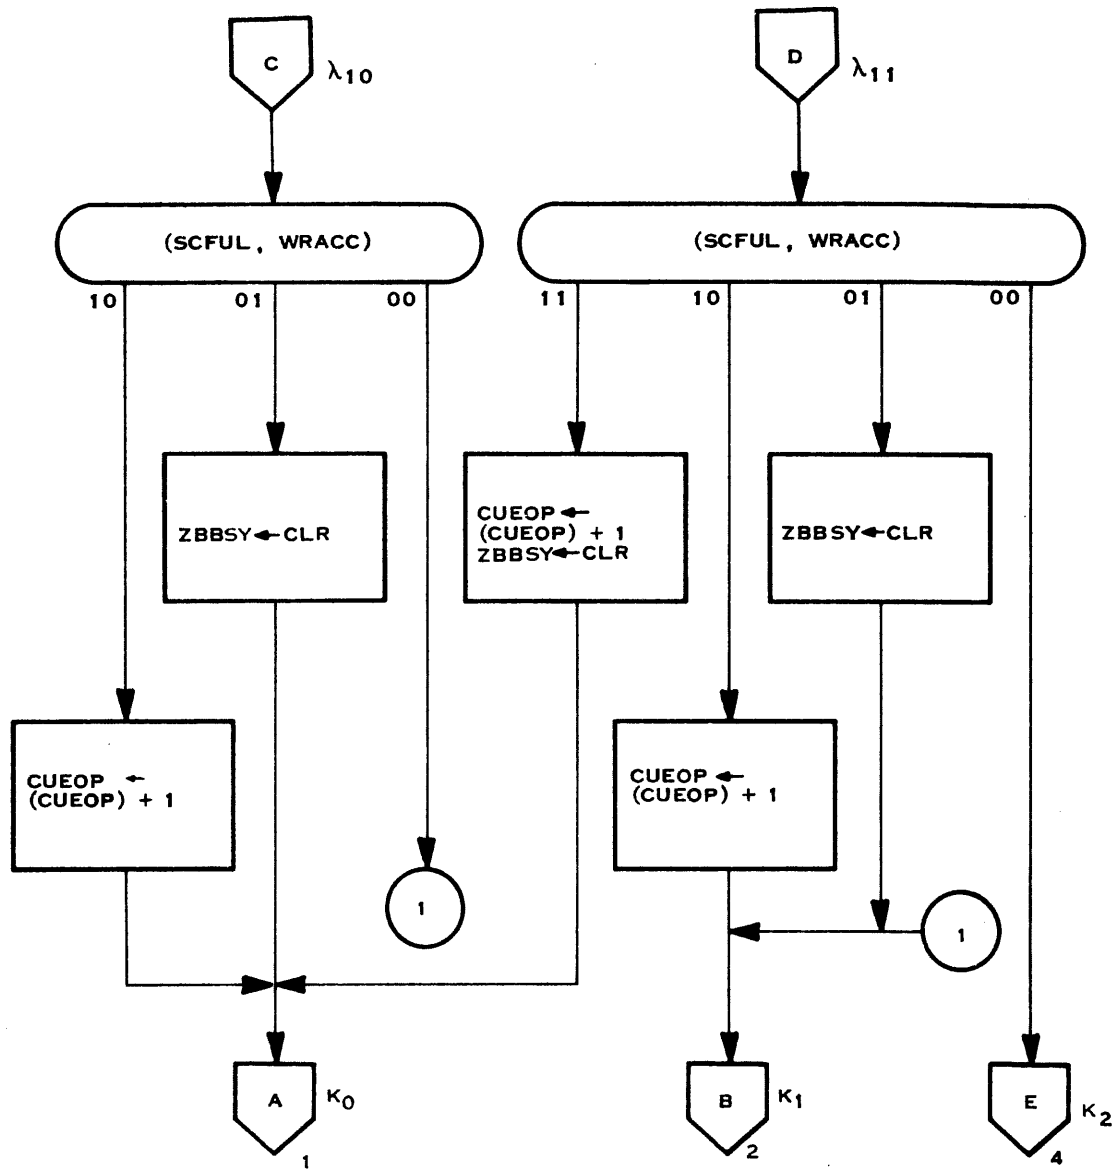 C
λ10
D
λ11
(SCFUL, WRACC)
(SCFUL, WRACC)
10
01
00
11
10
01
00
ZBBSY←CLR
CUEOP←
(CUEOP) + 1
ZBBSY←CLR
ZBBSY←CLR
CUEOP ←
(CUEOP) + 1
CUEOP←
(CUEOP) + 1
1
1
A
K0
1
B
K1
2
E
K2
4